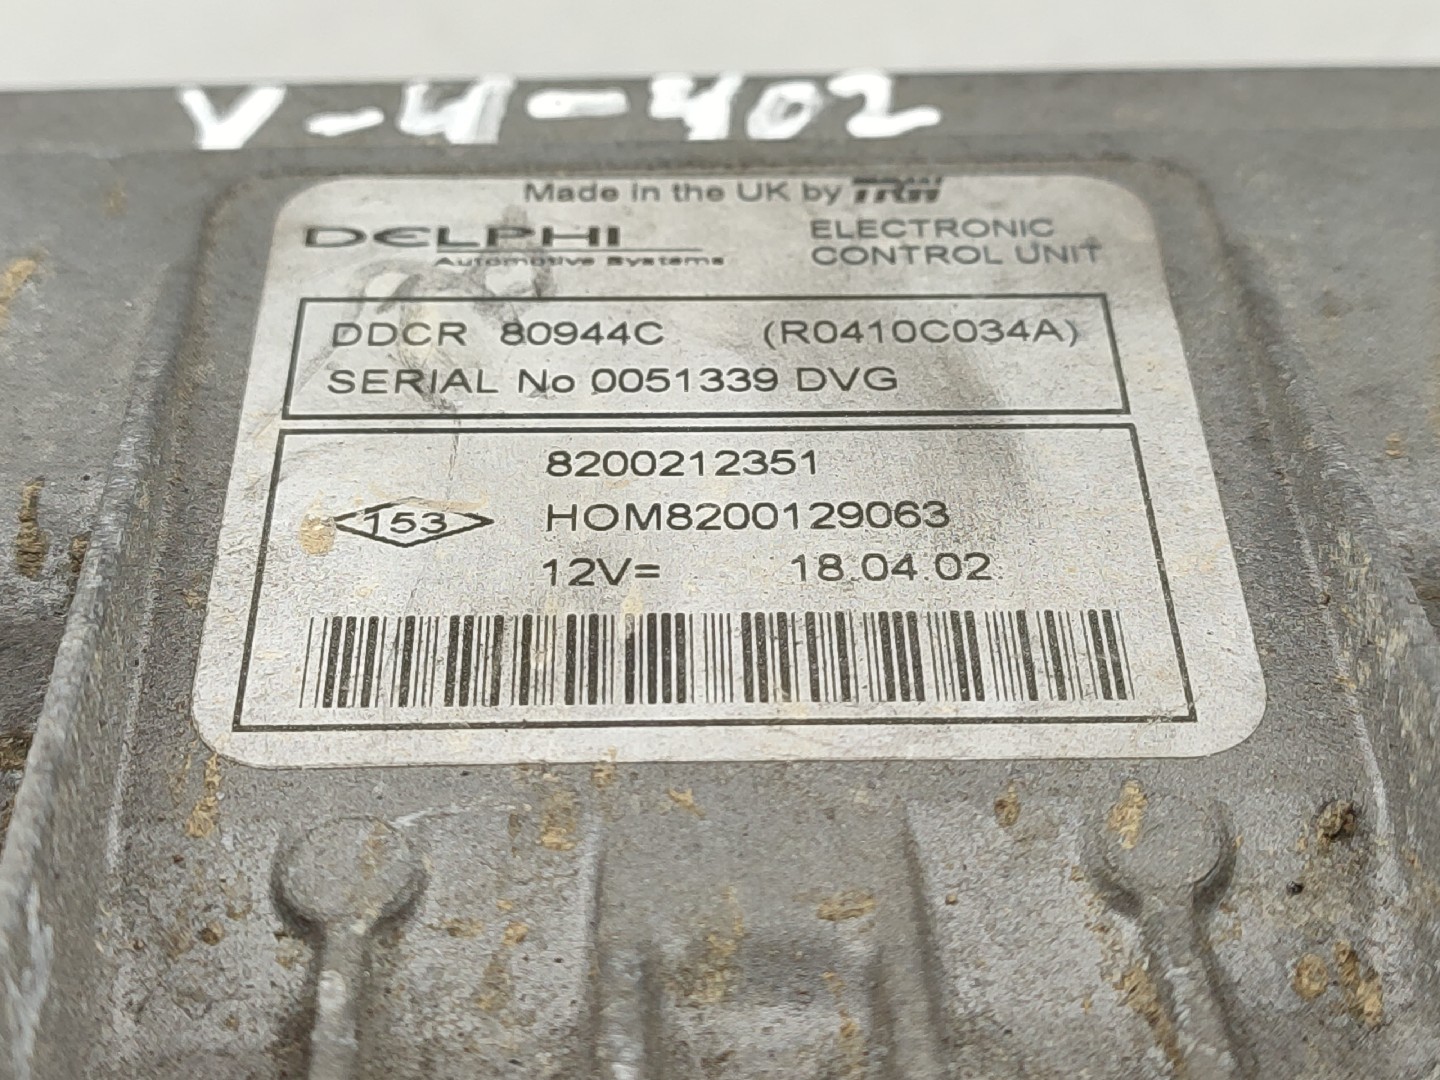 V-4-402
Made in the UK by TRW
DELPHI
Automotive Systems
ELECTRONIC
CONTROL UNIT
DDCR 80944C (R0410C034A)
SERIAL No 0051339 DVG
8200212351
153 HOM8200129063
12V= 18.04.02.